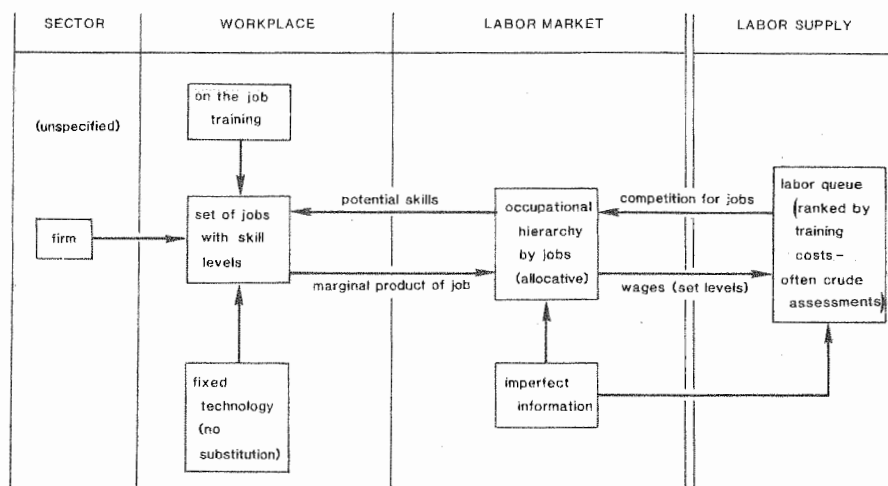 SECTOR
WORKPLACE
LABOR MARKET
LABOR SUPPLY
(unspecified)
on the job
training
firm
set of jobs
with skill
levels
potential skills
marginal product of job
fixed
technology
(no
substitution)
occupational
hierarchy
by jobs
(allocative)
competition for jobs
wages (set levels)
imperfect
information
labor queue
(ranked by
training
costs –
often crude
assessments)